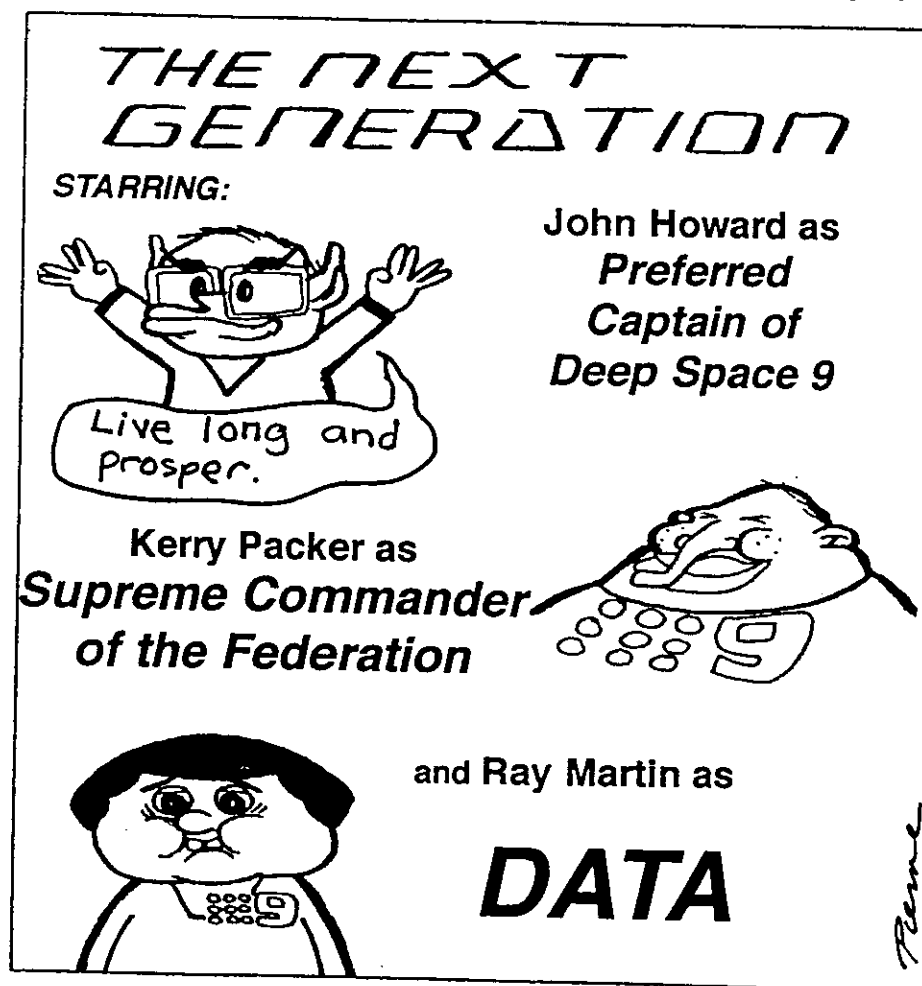 THE NEXT
GENERATION
STARRING:
John Howard as
Preferred
Captain of
Deep Space 9
Live long and
prosper.
Kerry Packer as
Supreme Commander
of the Federation
9
and Ray Martin as
9
DATA